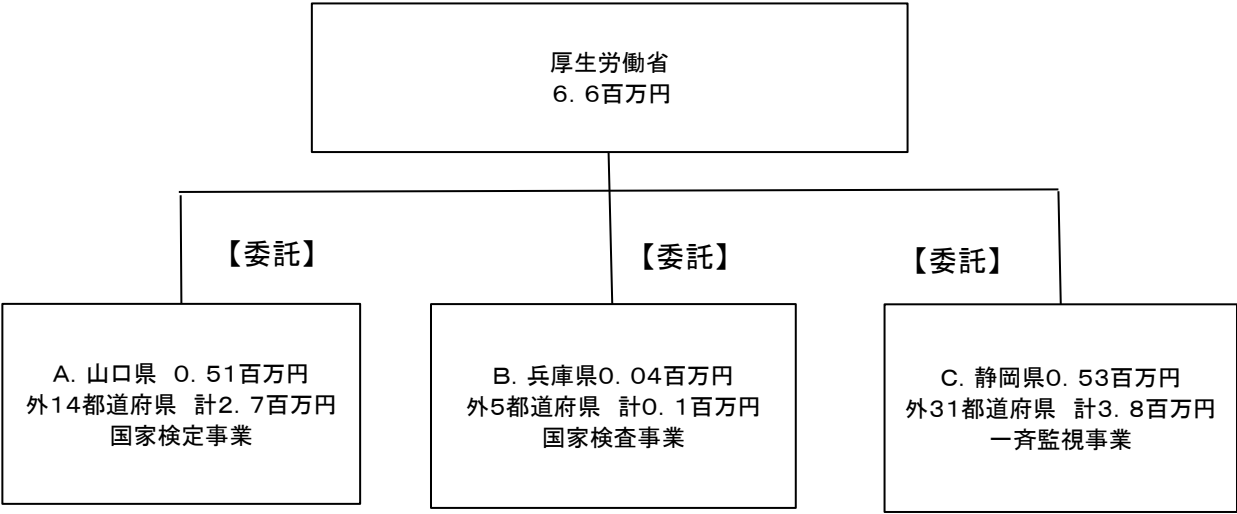 厚生労働省
６．６百万円
【委託】
【委託】
【委託】
A．山口県　０．５１百万円
外１４都道府県　計２．７百万円
国家検定事業
B．兵庫県０．０４百万円
外５都道府県　計０．１百万円
国家検査事業
C．静岡県０．５３百万円
外３１都道府県　計３．８百万円
一斉監視事業